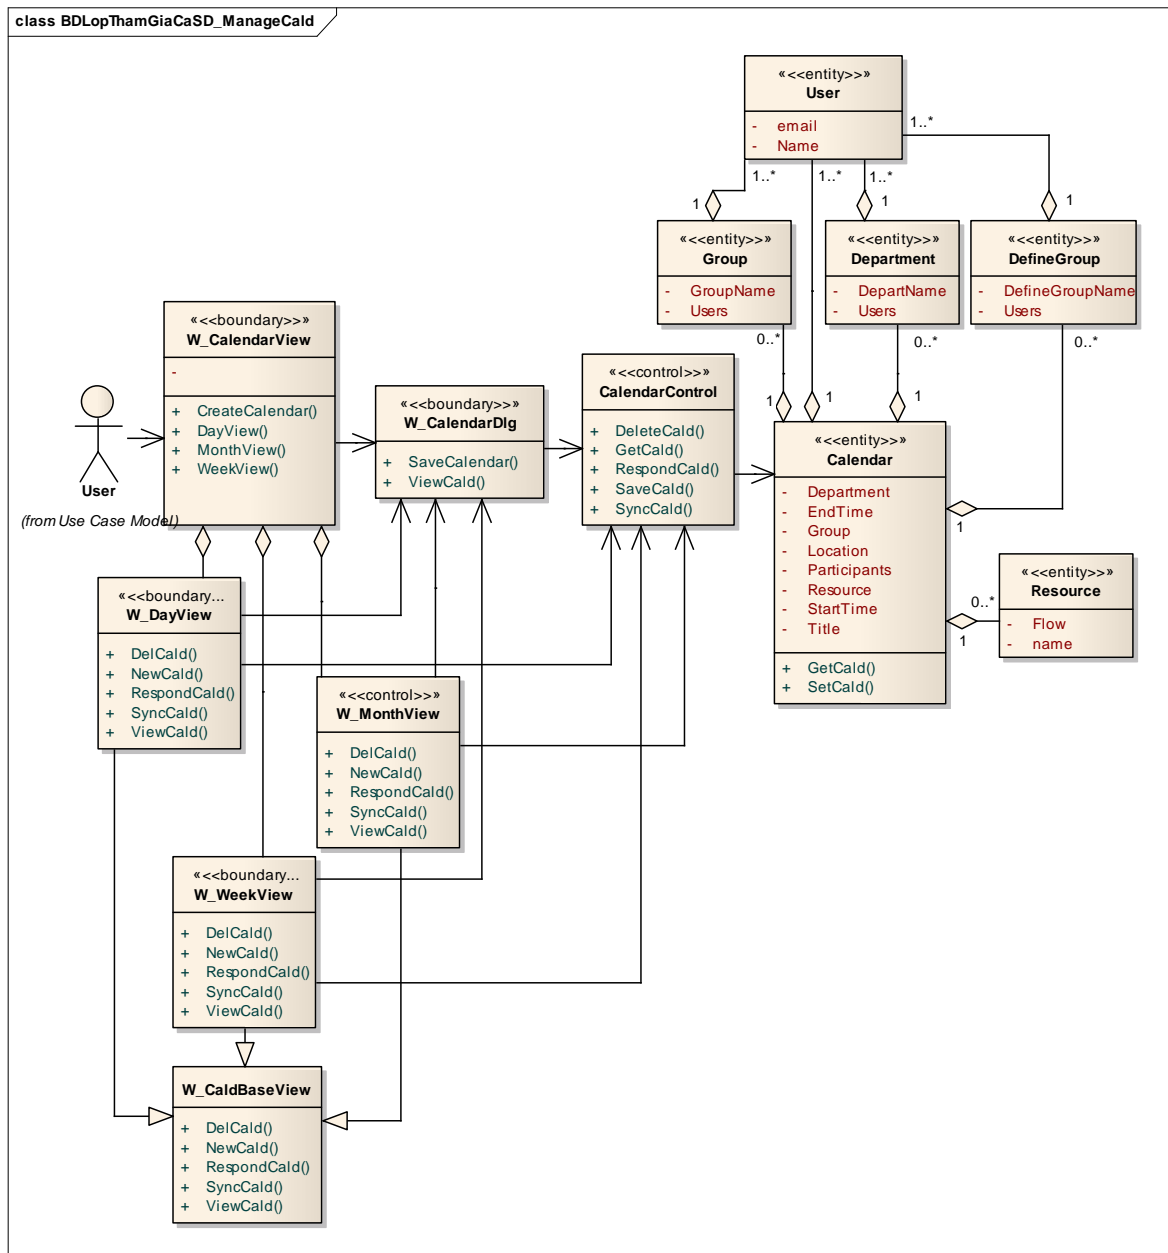 class BDLopThamGiaCaSD_ManageCald
«<<entity>>»
User
- email
- Name
1..*
1..*
1..*
1..*
1
1
1
«<<entity>>»
Group
- GroupName
- Users
«<<entity>>»
Department
- DepartName
- Users
«<<entity>>»
DefineGroup
- DefineGroupName
- Users
0..*
0..*
0..*
«<<boundary>>»
W_CalendarView
-
+ CreateCalendar()
+ DayView()
+ MonthView()
+ WeekView()
User
(from Use Case Model)
«<<boundary>>»
W_CalendarDlg
+ SaveCalendar()
+ ViewCald()
«<<control>>»
CalendarControl
+ DeleteCald()
+ GetCald()
+ RespondCald()
+ SaveCald()
+ SyncCald()
1
1
1
«<<entity>>»
Calendar
- Department
- EndTime
- Group
- Location
- Participants
- Resource
- StartTime
- Title
+ GetCald()
+ SetCald()
1
0..*
1
«<<entity>>»
Resource
- Flow
- name
«<<boundary...
W_DayView
+ DelCald()
+ NewCald()
+ RespondCald()
+ SyncCald()
+ ViewCald()
«<<control>>»
W_MonthView
+ DelCald()
+ NewCald()
+ RespondCald()
+ SyncCald()
+ ViewCald()
«<<boundary...
W_WeekView
+ DelCald()
+ NewCald()
+ RespondCald()
+ SyncCald()
+ ViewCald()
W_CaldBaseView
+ DelCald()
+ NewCald()
+ RespondCald()
+ SyncCald()
+ ViewCald()